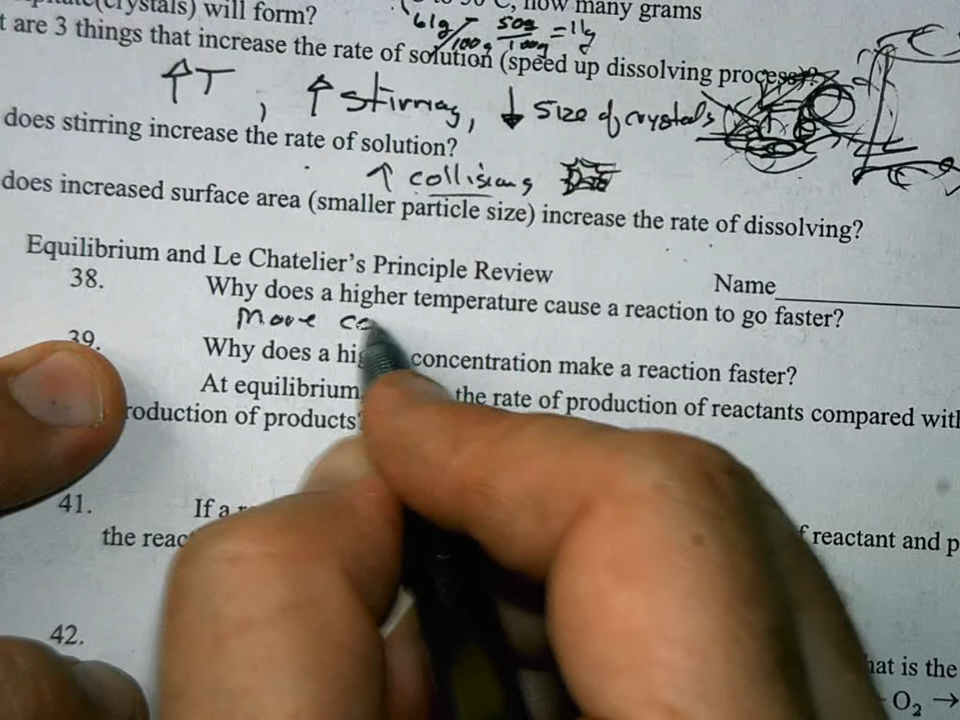 (crystals) will form?
how many grams
61g - 50g = 11g
100g 100g
t are 3 things that increase the rate of solution (speed up dissolving process)?
↑T , ↑ stirring, ↓ size of crystals
does stirring increase the rate of solution?
↑ collisions
does increased surface area (smaller particle size) increase the rate of dissolving?
Equilibrium and Le Chatelier's Principle Review Name
38. Why does a higher temperature cause a reaction to go faster?
more co
39. Why does a hi concentration make a reaction faster?
At equilibrium, the rate of production of reactants compared with
roduction of products?
41. If a
the reac f reactant and p
42.
hat is the
O₂ →